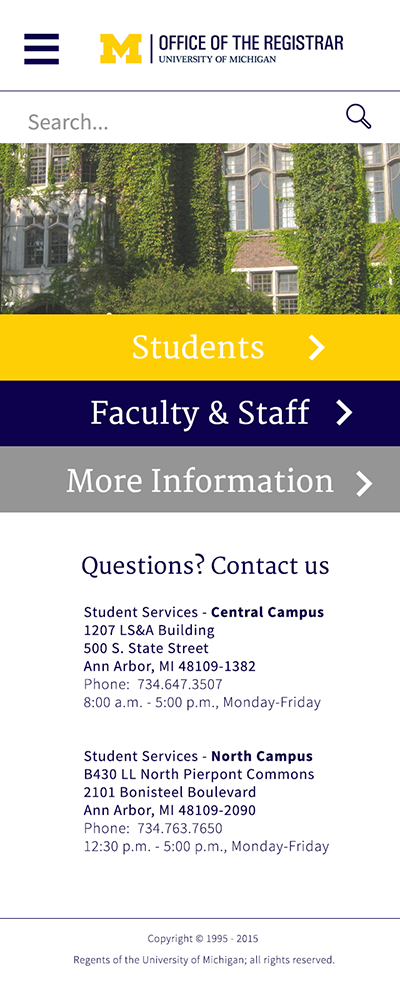 M OFFICE OF THE REGISTRAR
UNIVERSITY OF MICHIGAN
Search...
Students
Faculty & Staff
More Information
Questions? Contact us
Student Services - Central Campus
1207 LS&A Building
500 S. State Street
Ann Arbor, MI 48109-1382
Phone: 734.647.3507
8:00 a.m. - 5:00 p.m., Monday-Friday
Student Services - North Campus
B430 LL North Pierpont Commons
2101 Bonisteel Boulevard
Ann Arbor, MI 48109-2090
Phone: 734.763.7650
12:30 p.m. - 5:00 p.m., Monday-Friday
Copyright © 1995 - 2015
Regents of the University of Michigan; all rights reserved.